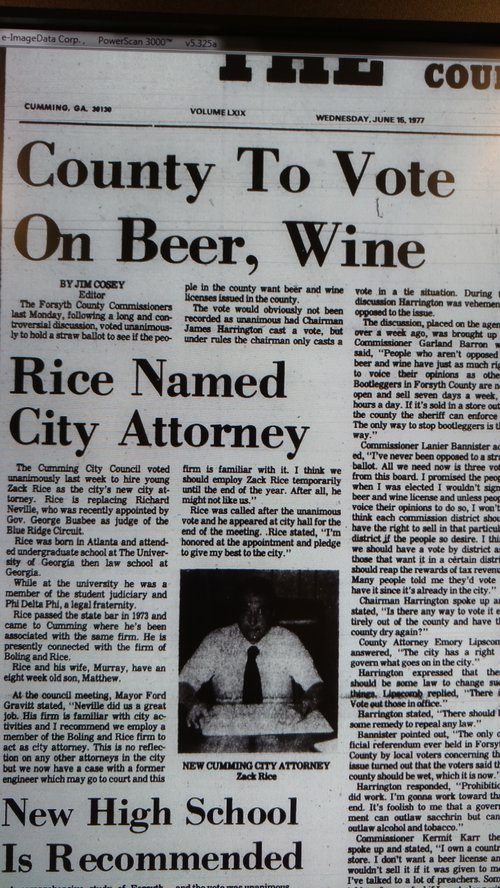 e-ImageData Corp., PowerScan 3000™ v5.325a
THE
COU
CUMMING, GA. 30130
VOLUME LXIX
WEDNESDAY, JUNE 15, 1977
County To Vote
On Beer, Wine
BY JIM COSEY
Editor
The Forsyth County Commissioners
last Monday, following a long and con-
troversial discussion, voted unanimous-
ly to hold a straw ballot to see if the peo-
ple in the county want beer and wine
licenses issued in the county.
The vote would obviously not been
recorded as unanimous had Chairman
James Harrington cast a vote, but
under rules the chairman only casts a
vote in a tie situation. During
discussion Harrington was vehemen
opposed to the issue.
The discussion, placed on the agen
over a week ago, was brought up
Commissioner Garland Barron w
said, "People who aren't opposed
beer and wine have just as much rig
to voice their opinions as othe
Bootleggers in Forsyth County are
open and sell seven days a week,
hours a day. If it's sold in a store out
the county the sheriff can enforce
The only way to stop bootleggers is t
way."
Commissioner Lanier Bannister ac
ed, "I've never been opposed to a str
ballot. All we need now is three vo
from this board. I promised the peop
when I was elected I wouldn't sign
beer and wine license and unless peo
voice their opinions to do so, I won't
think each commission district also
have the right to sell in that particul
district if the people so desire. I thi
we should have a vote by district a
those that want it in a certain distri
should reap the rewards of tax revenu
Many people told me they'd vote
have it since it's already in the city."
Chairman Harrington spoke up a
stated, "Is there any way to vote it e
tirely out of the county and have t
county dry again?"
County Attorney Emory Lipscomb
answered, "The city has a right
govern what goes on in the city."
Harrington expressed that the
should be some law to change suc
things. Lipscomb replied, "There
Vote out those in office."
Harrington stated, "There should
some remedy to repeal any law."
Bannister pointed out, "The only o
ficial referendum ever held in Forsy
County by local voters concerning th
issue turned out that the voters said th
county should be wet, which it is now."
Harrington responded, "Prohibitio
did work. I'm gonna work toward tha
end. It's foolish to me that a govern
ment can outlaw sacchrin but can
outlaw alcohol and tobacco."
Commissioner Kermit Karr the
spoke up and stated, "I own a countr
store. I don't want a beer license an
wouldn't sell it if it was given to m
I've talked to a lot of preachers. Som
Rice Named
City Attorney
The Cumming City Council voted
unanimously last week to hire young
Zack Rice as the city's new city at-
torney. Rice is replacing Richard
Neville, who was recently appointed by
Gov. George Busbee as judge of the
Blue Ridge Circuit.
Rice was born in Atlanta and attend-
ed undergraduate school at The Univer-
sity of Georgia then law school at
Georgia.
While at the university he was a
member of the student judiciary and
Phi Delta Phi, a legal fraternity.
Rice passed the state bar in 1973 and
came to Cumming where he's been
associated with the same firm. He is
presently connected with the firm of
Boling and Rice.
Rice and his wife, Murray, have an
eight week old son, Matthew.
At the council meeting, Mayor Ford
Gravitt stated, "Neville did us a great
job. His firm is familiar with city ac-
tivities and I recommend we employ a
member of the Boling and Rice firm to
act as city attorney. This is no reflec-
tion on any other attorneys in the city
but we now have a case with a former
engineer which may go to court and this
firm is familiar with it. I think we
should employ Zack Rice temporarily
until the end of the year. After all, he
might not like us."
Rice was called after the unanimous
vote and he appeared at city hall for the
end of the meeting. Rice stated, "I'm
honored at the appointment and pledge
to give my best to the city."
NEW CUMMING CITY ATTORNEY
Zack Rice
New High School
Is Recommended
and the vote was unanimous